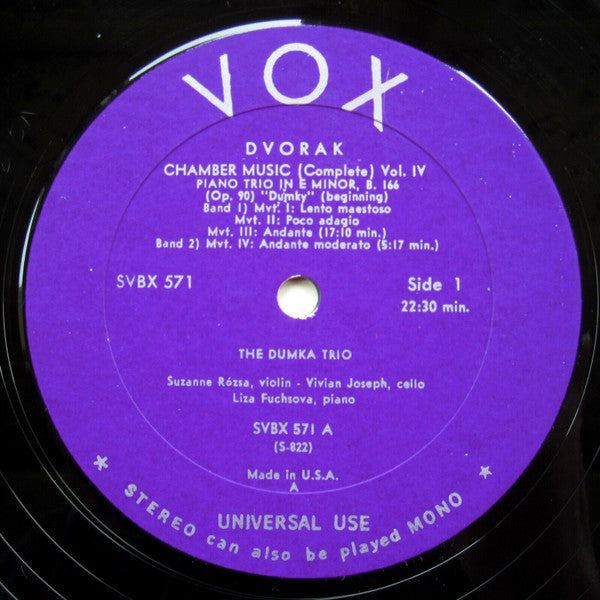 VOX
DVORAK
CHAMBER MUSIC (Complete) Vol. IV
PIANO TRIO IN E MINOR, B. 166
(Op. 90) "Dumky" (beginning)
Band 1) Mvt. I: Lento maestoso
Mvt. II: Poco adagio
Mvt. III: Andante (17:10 min.)
Band 2) Mvt. IV: Andante moderato (5:17 min.)
SVBX 571
Side 1
22:30 min.
THE DUMKA TRIO
Suzanne Rózsa, violin - Vivian Joseph, cello
Liza Fuchsova, piano
SVBX 571 A
(S-822)
Made in U.S.A.
A
UNIVERSAL USE
★ STEREO can also be played MONO ★